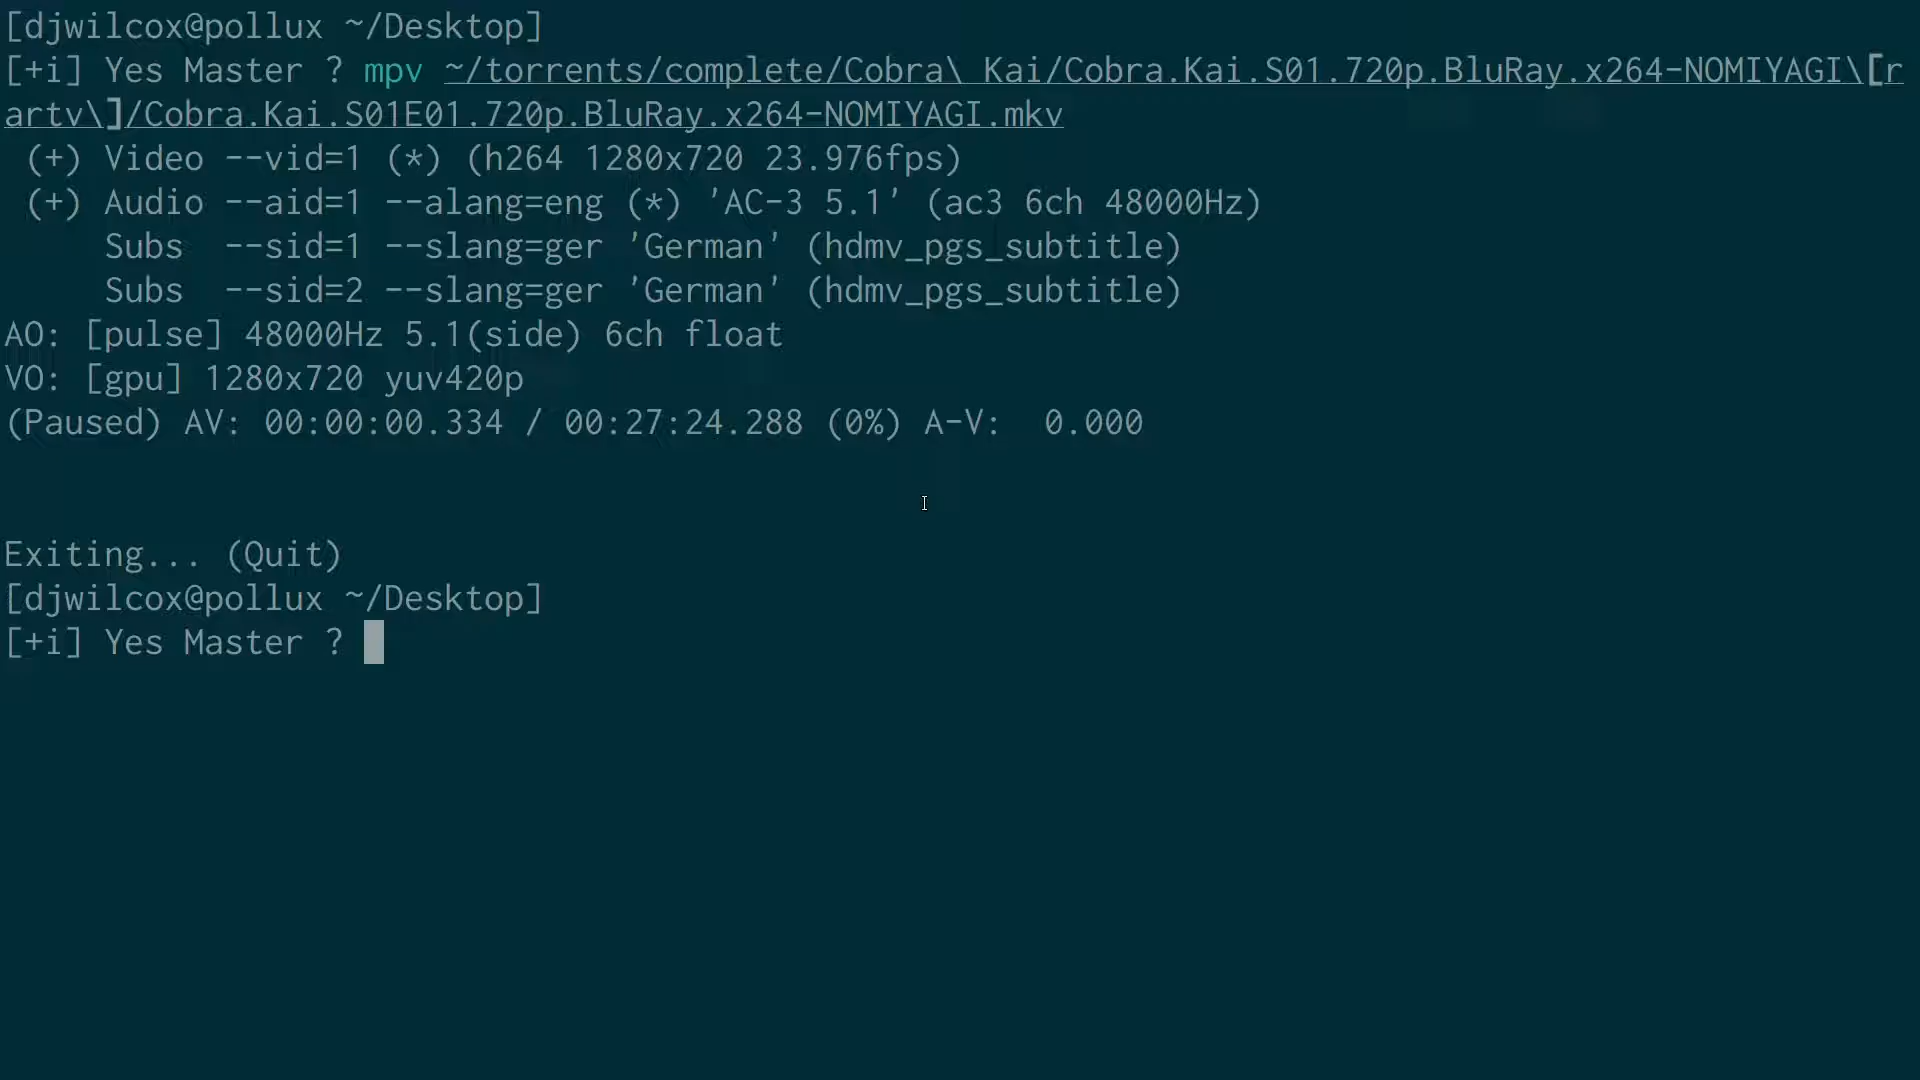 [djwilcox@pollux ~/Desktop]
[+i] Yes Master ? mpv ~/torrents/complete/Cobra\ Kai/Cobra.Kai.S01.720p.BluRay.x264-NOMIYAGI\[r
artv\]/Cobra.Kai.S01E01.720p.BluRay.x264-NOMIYAGI.mkv
 (+) Video --vid=1 (*) (h264 1280x720 23.976fps)
 (+) Audio --aid=1 --alang=eng (*) 'AC-3 5.1' (ac3 6ch 48000Hz)
     Subs  --sid=1 --slang=ger 'German' (hdmv_pgs_subtitle)
     Subs  --sid=2 --slang=ger 'German' (hdmv_pgs_subtitle)
AO: [pulse] 48000Hz 5.1(side) 6ch float
VO: [gpu] 1280x720 yuv420p
(Paused) AV: 00:00:00.334 / 00:27:24.288 (0%) A-V:  0.000
Exiting... (Quit)
[djwilcox@pollux ~/Desktop]
[+i] Yes Master ?